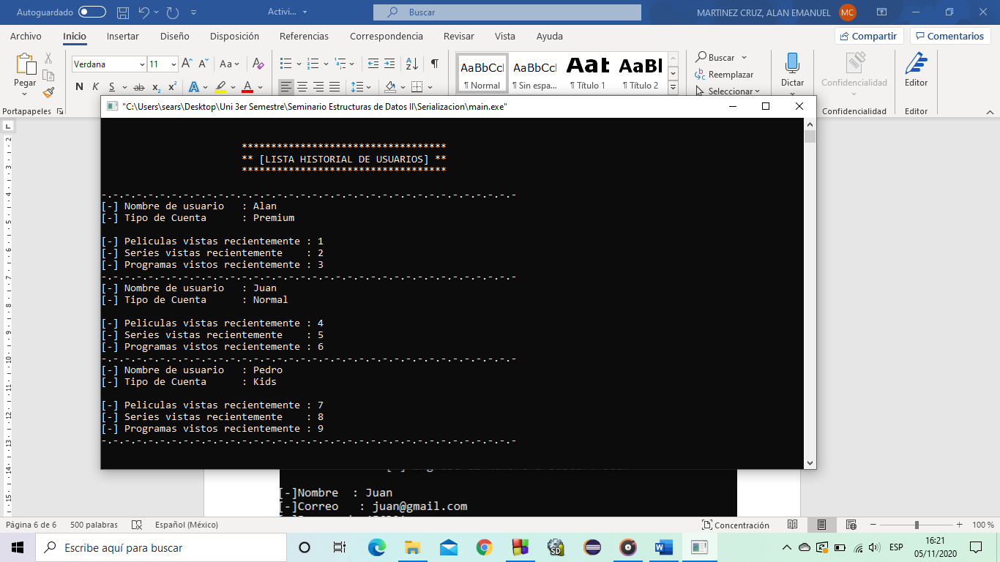 Autoguardado
Activi...
Buscar
MARTINEZ CRUZ, ALAN EMANUEL
MC
Archivo Inicio Insertar Diseño Disposición Referencias Correspondencia Revisar Vista Ayuda
Compartir Comentarios
Pegar
Portapapeles
Verdana 11
N K S ab x2 x2
AaBbCcI AaBbCcI AaI AaBbI
¶ Normal ¶ Sin espa... ¶ Título 1 ¶ Título 2
Buscar
Reemplazar
Seleccionar
Dictar
Confidencialidad
Confidencialidad
Editor
Editor
"C:\Users\sears\Desktop\Uni 3er Semestre\Seminario Estructuras de Datos II\Serializacion\main.exe"
***********************************
** [LISTA HISTORIAL DE USUARIOS] **
***********************************
-.-.-.-.-.-.-.-.-.-.-.-.-.-.-.-.-.-.-.-.-.-.-.-.-.-.-.-.-.-.-.-.-.-.-.-
[-] Nombre de usuario   : Alan
[-] Tipo de Cuenta      : Premium
[-] Peliculas vistas recientemente : 1
[-] Series vistas recientemente    : 2
[-] Programas vistos recientemente : 3
-.-.-.-.-.-.-.-.-.-.-.-.-.-.-.-.-.-.-.-.-.-.-.-.-.-.-.-.-.-.-.-.-.-.-.-
[-] Nombre de usuario   : Juan
[-] Tipo de Cuenta      : Normal
[-] Peliculas vistas recientemente : 4
[-] Series vistas recientemente    : 5
[-] Programas vistos recientemente : 6
-.-.-.-.-.-.-.-.-.-.-.-.-.-.-.-.-.-.-.-.-.-.-.-.-.-.-.-.-.-.-.-.-.-.-.-
[-] Nombre de usuario   : Pedro
[-] Tipo de Cuenta      : Kids
[-] Peliculas vistas recientemente : 7
[-] Series vistas recientemente    : 8
[-] Programas vistos recientemente : 9
-.-.-.-.-.-.-.-.-.-.-.-.-.-.-.-.-.-.-.-.-.-.-.-.-.-.-.-.-.-.-.-.-.-.-.-
[-]Nombre  : Juan
[-]Correo   : juan@gmail.com
Página 6 de 6 500 palabras Español (México) Concentración 100 %
Escribe aquí para buscar
ESP
16:21
05/11/2020